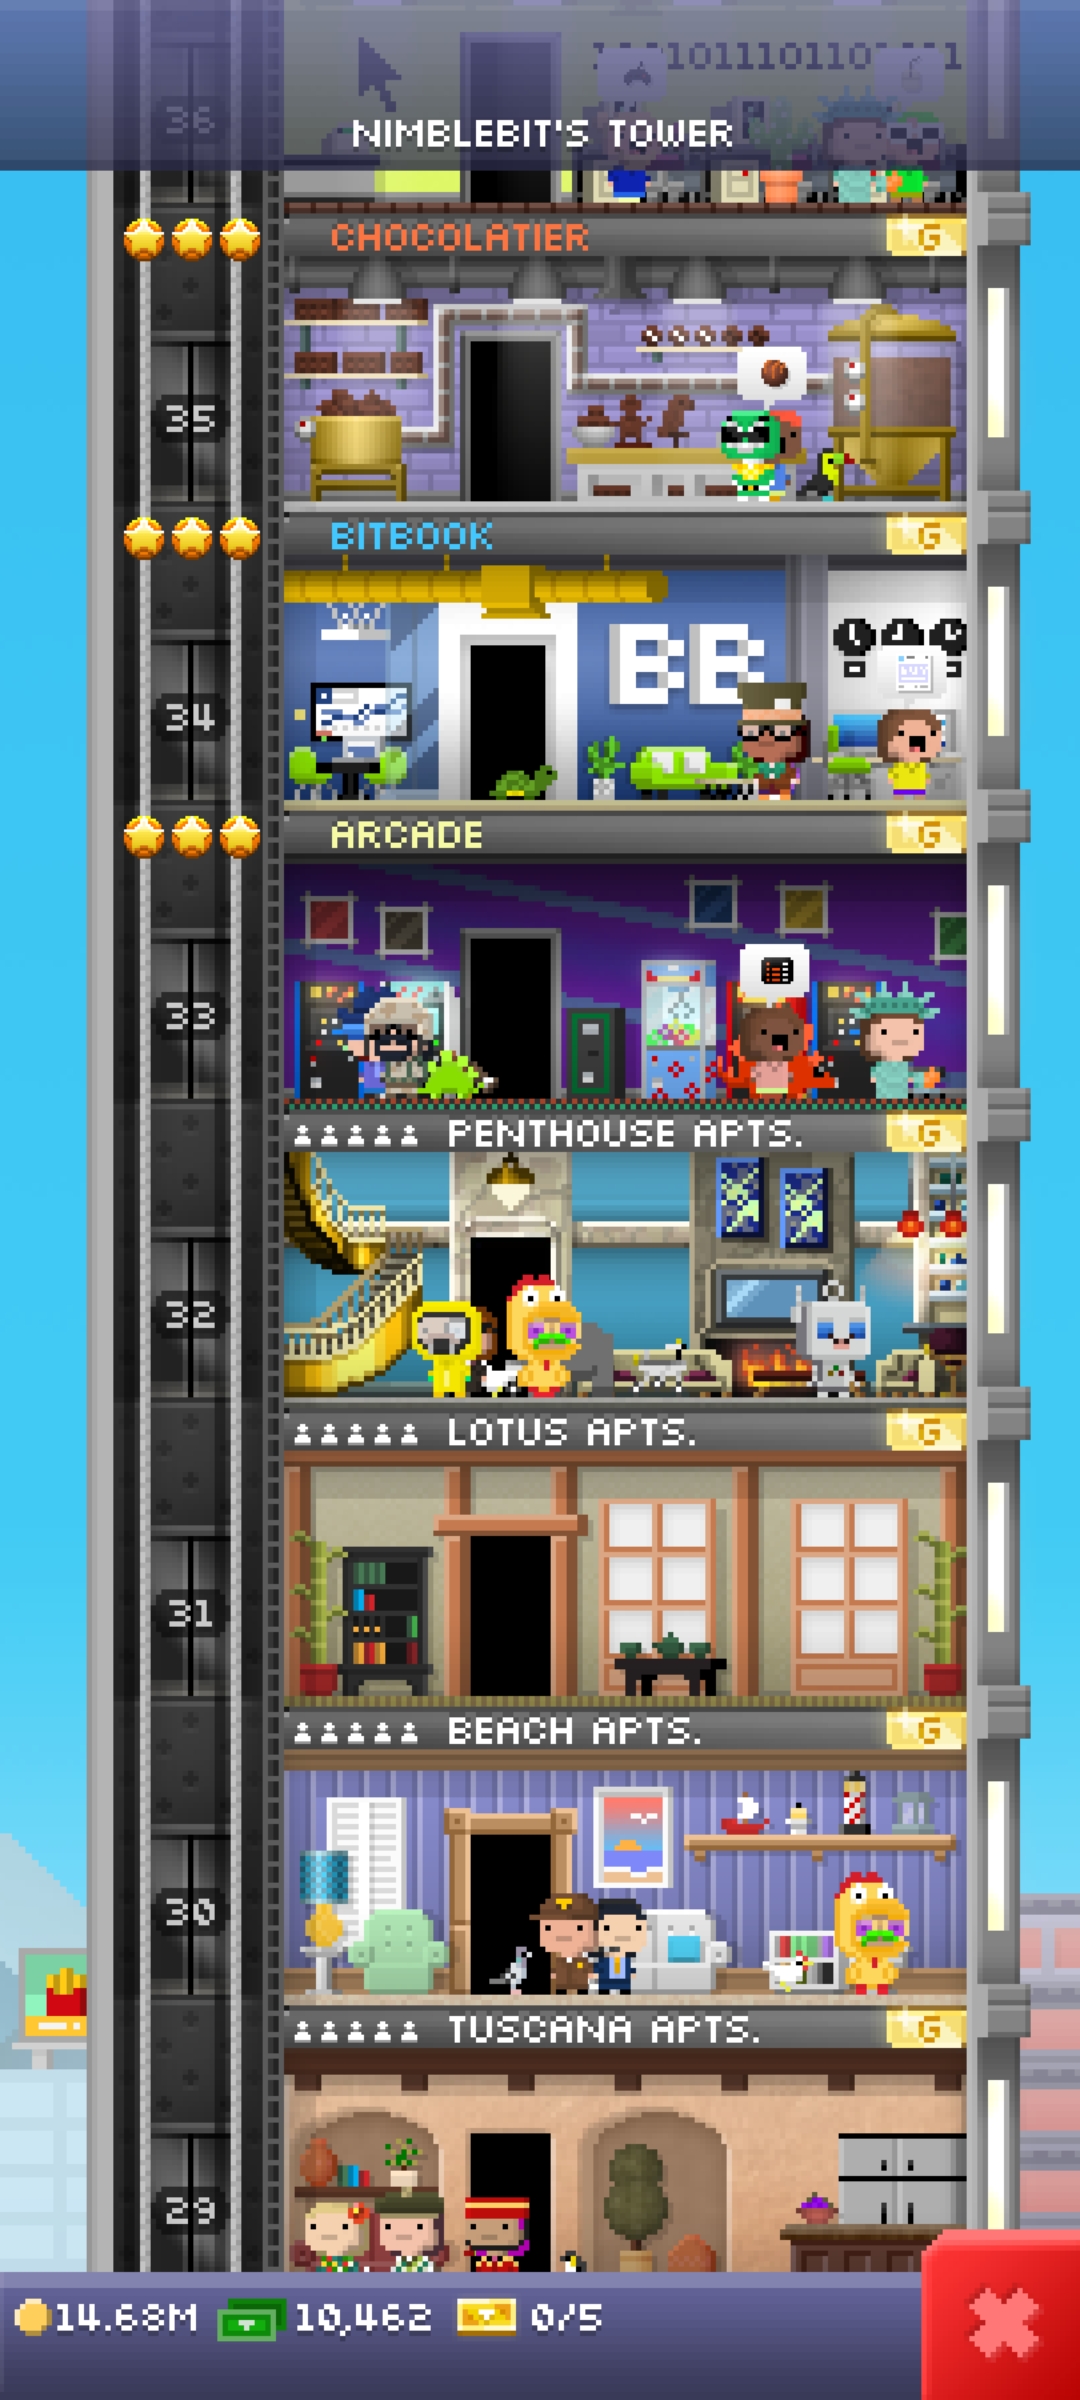 36
NIMBLEBIT'S TOWER
CHOCOLATIER G
35
BITBOOK G
BB
BUY
34
ARCADE G
33
PENTHOUSE APTS. G
32
LOTUS APTS. G
31
BEACH APTS. G
30
TUSCANA APTS. G
29
14.68M 10,462 0/5